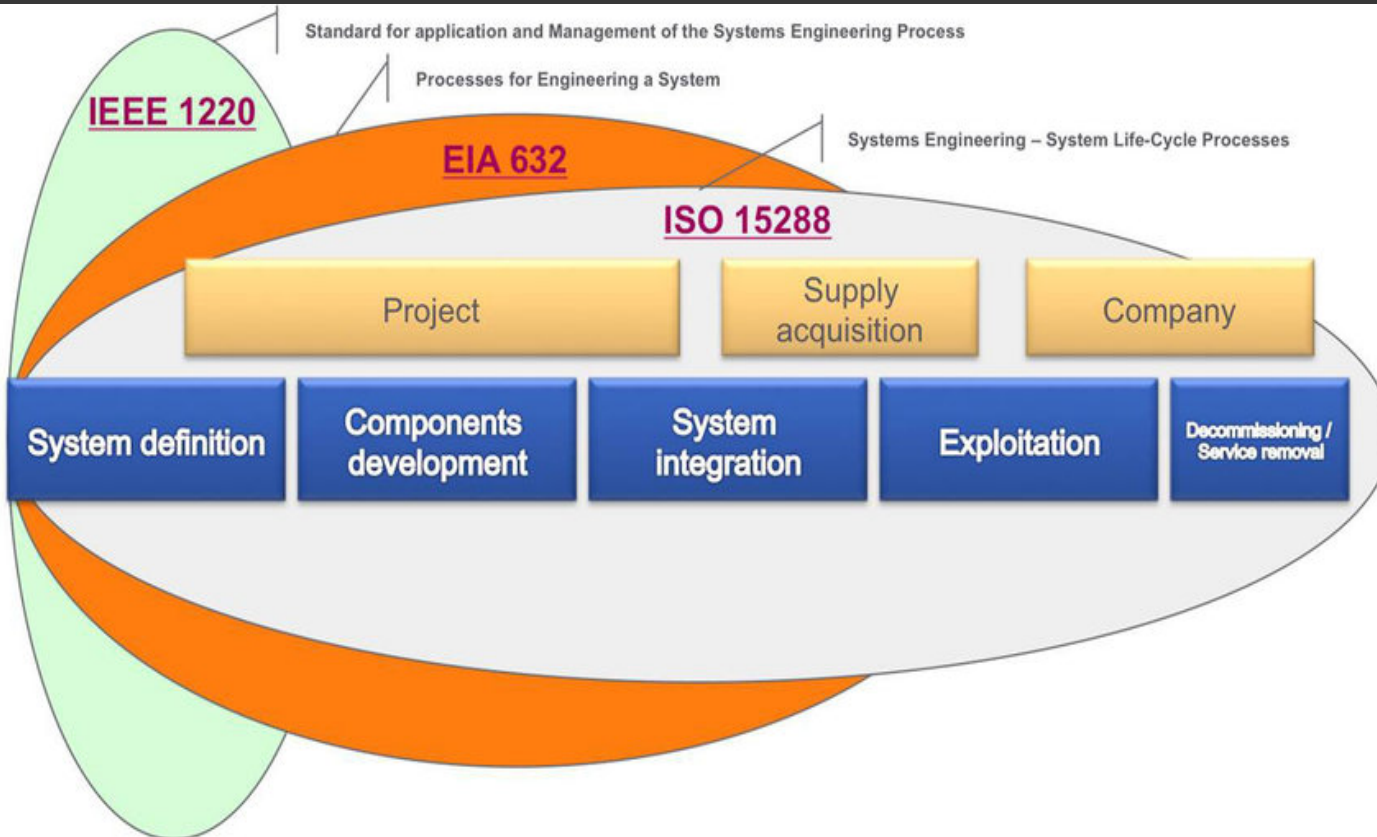 Standard for application and Management of the Systems Engineering Process
Processes for Engineering a System
IEEE 1220
Systems Engineering – System Life-Cycle Processes
EIA 632
ISO 15288
Project
Supply
acquisition
Company
System definition
Components
development
System
integration
Exploitation
Decommissioning /
Service removal